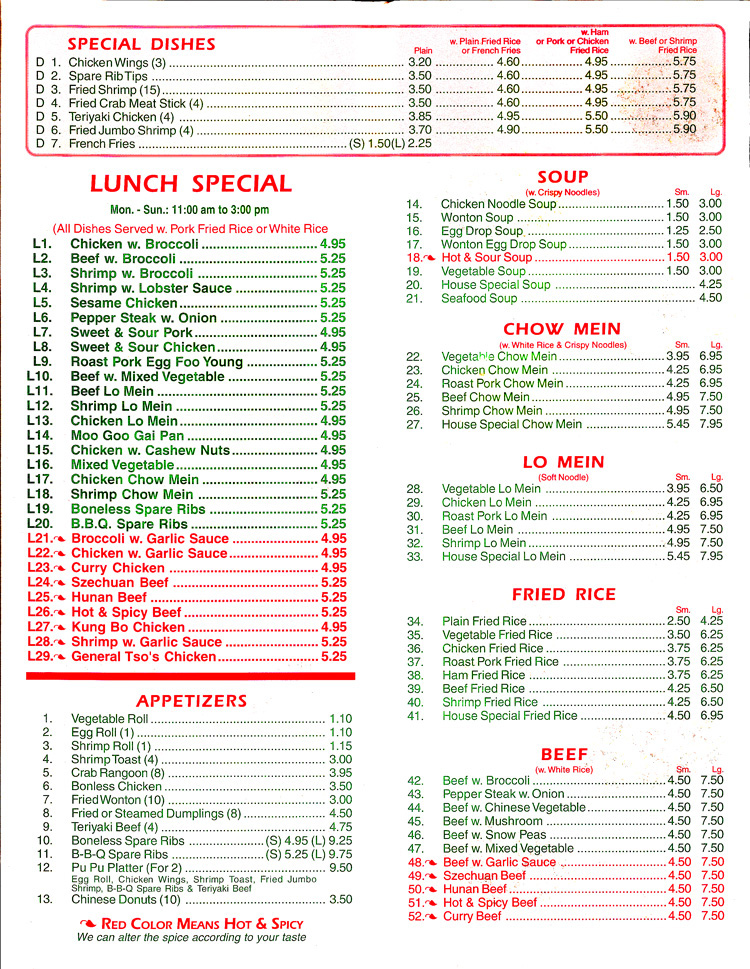 SPECIAL DISHES
Plain
w. Plain Fried Rice
or French Fries
w. Ham
or Pork or Chicken
Fried Rice
w. Beef or Shrimp
Fried Rice
D 1. Chicken Wings (3) 3.20 4.60 4.95 5.75
D 2. Spare Rib Tips 3.50 4.60 4.95 5.75
D 3. Fried Shrimp (15) 3.50 4.60 4.95 5.75
D 4. Fried Crab Meat Stick (4) 3.50 4.60 4.95 5.75
D 5. Teriyaki Chicken (4) 3.85 4.95 5.50 5.90
D 6. Fried Jumbo Shrimp (4) 3.70 4.90 5.50 5.90
D 7. French Fries (S) 1.50(L) 2.25
LUNCH SPECIAL
Mon. - Sun.: 11:00 am to 3:00 pm
(All Dishes Served w. Pork Fried Rice or White Rice
L1. Chicken w. Broccoli 4.95
L2. Beef w. Broccoli 5.25
L3. Shrimp w. Broccoli 5.25
L4. Shrimp w. Lobster Sauce 5.25
L5. Sesame Chicken 5.25
L6. Pepper Steak w. Onion 5.25
L7. Sweet & Sour Pork 4.95
L8. Sweet & Sour Chicken 4.95
L9. Roast Pork Egg Foo Young 5.25
L10. Beef w. Mixed Vegetable 5.25
L11. Beef Lo Mein 5.25
L12. Shrimp Lo Mein 5.25
L13. Chicken Lo Mein 4.95
L14. Moo Goo Gai Pan 4.95
L15. Chicken w. Cashew Nuts 4.95
L16. Mixed Vegetable 4.95
L17. Chicken Chow Mein 4.95
L18. Shrimp Chow Mein 5.25
L19. Boneless Spare Ribs 5.25
L20. B.B.Q. Spare Ribs 5.25
L21. Broccoli w. Garlic Sauce 4.95
L22. Chicken w. Garlic Sauce 4.95
L23. Curry Chicken 4.95
L24. Szechuan Beef 5.25
L25. Hunan Beef 5.25
L26. Hot & Spicy Beef 5.25
L27. Kung Bo Chicken 4.95
L28. Shrimp w. Garlic Sauce 5.25
L29. General Tso's Chicken 5.25
APPETIZERS
1. Vegetable Roll 1.10
2. Egg Roll (1) 1.10
3. Shrimp Roll (1) 1.15
4. Shrimp Toast (4) 3.00
5. Crab Rangoon (8) 3.95
6. Bonless Chicken 3.50
7. Fried Wonton (10) 3.00
8. Fried or Steamed Dumplings (8) 4.50
9. Teriyaki Beef (4) 4.75
10. Boneless Spare Ribs (S) 4.95 (L) 9.25
11. B-B-Q Spare Ribs (S) 5.25 (L) 9.75
12. Pu Pu Platter (For 2) 9.50
Egg Roll, Chicken Wings, Shrimp Toast, Fried Jumbo
Shrimp, B-B-Q Spare Ribs & Teriyaki Beef
13. Chinese Donuts (10) 3.50
RED COLOR MEANS HOT & SPICY
We can alter the spice according to your taste
SOUP
(w. Crispy Noodles) Sm. Lg.
14. Chicken Noodle Soup 1.50 3.00
15. Wonton Soup 1.50 3.00
16. Egg Drop Soup 1.25 2.50
17. Wonton Egg Drop Soup 1.50 3.00
18. Hot & Sour Soup 1.50 3.00
19. Vegetable Soup 1.50 3.00
20. House Special Soup 4.25
21. Seafood Soup 4.50
CHOW MEIN
(w. White Rice & Crispy Noodles) Sm. Lg.
22. Vegetable Chow Mein 3.95 6.95
23. Chicken Chow Mein 4.25 6.95
24. Roast Pork Chow Mein 4.25 6.95
25. Beef Chow Mein 4.95 7.50
26. Shrimp Chow Mein 4.95 7.50
27. House Special Chow Mein 5.45 7.95
LO MEIN
(Soft Noodle) Sm. Lg.
28. Vegetable Lo Mein 3.95 6.50
29. Chicken Lo Mein 4.25 6.95
30. Roast Pork Lo Mein 4.25 6.95
31. Beef Lo Mein 4.95 7.50
32. Shrimp Lo Mein 4.95 7.50
33. House Special Lo Mein 5.45 7.95
FRIED RICE
Sm. Lg.
34. Plain Fried Rice 2.50 4.25
35. Vegetable Fried Rice 3.50 6.25
36. Chicken Fried Rice 3.75 6.25
37. Roast Pork Fried Rice 3.75 6.25
38. Ham Fried Rice 3.75 6.25
39. Beef Fried Rice 4.25 6.50
40. Shrimp Fried Rice 4.25 6.50
41. House Special Fried Rice 4.50 6.95
BEEF
(w. White Rice) Sm. Lg.
42. Beef w. Broccoli 4.50 7.50
43. Pepper Steak w. Onion 4.50 7.50
44. Beef w. Chinese Vegetable 4.50 7.50
45. Beef w. Mushroom 4.50 7.50
46. Beef w. Snow Peas 4.50 7.50
47. Beef w. Mixed Vegetable 4.50 7.50
48. Beef w. Garlic Sauce 4.50 7.50
49. Szechuan Beef 4.50 7.50
50. Hunan Beef 4.50 7.50
51. Hot & Spicy Beef 4.50 7.50
52. Curry Beef 4.50 7.50